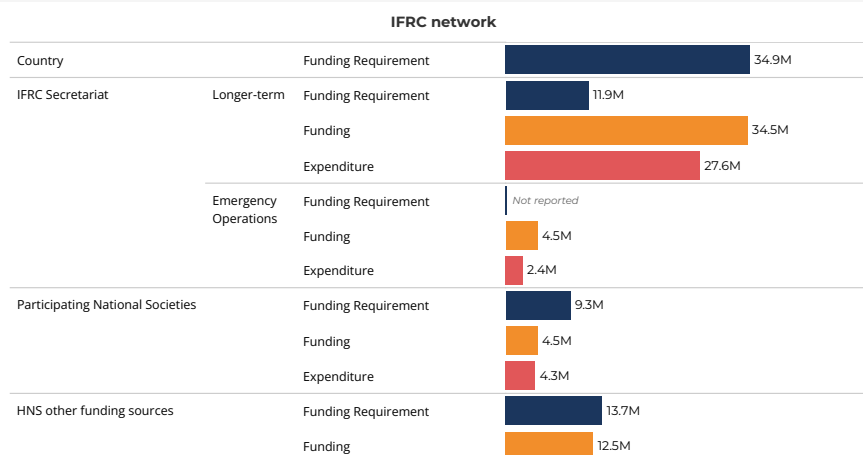 IFRC network
Country Funding Requirement 34.9M
IFRC Secretariat Longer-term Funding Requirement 11.9M
Funding 34.5M
Expenditure 27.6M
Emergency Operations Funding Requirement Not reported
Funding 4.5M
Expenditure 2.4M
Participating National Societies Funding Requirement 9.3M
Funding 4.5M
Expenditure 4.3M
HNS other funding sources Funding Requirement 13.7M
Funding 12.5M